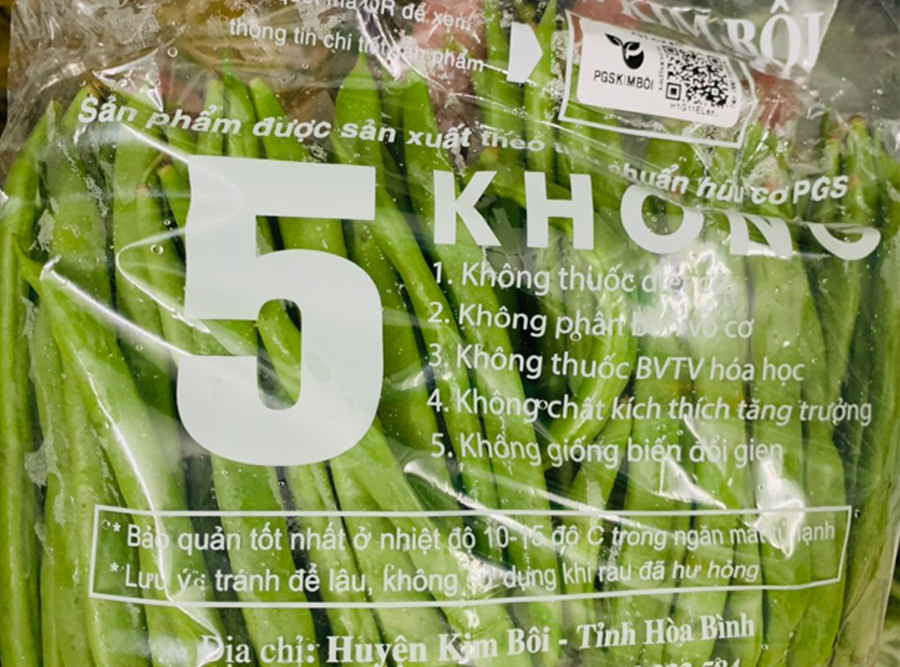 QR để xem
thông tin chi tiết sản phẩm
KIM BÔI
PGSKIMBÔI
Sản phẩm được sản xuất theo chuẩn hữu cơ PGS
5 KHÔNG
1. Không thuốc
2. Không phân bón vô cơ
3. Không thuốc BVTV hóa học
4. Không chất kích thích tăng trưởng
5. Không giống biến đổi gien
* Bảo quản tốt nhất ở nhiệt độ 10-15 độ C trong ngăn mát tủ lạnh
* Lưu ý: tránh để lâu, không sử dụng khi rau đã hư hỏng
Địa chỉ: Huyện Kim Bôi - Tỉnh Hòa Bình